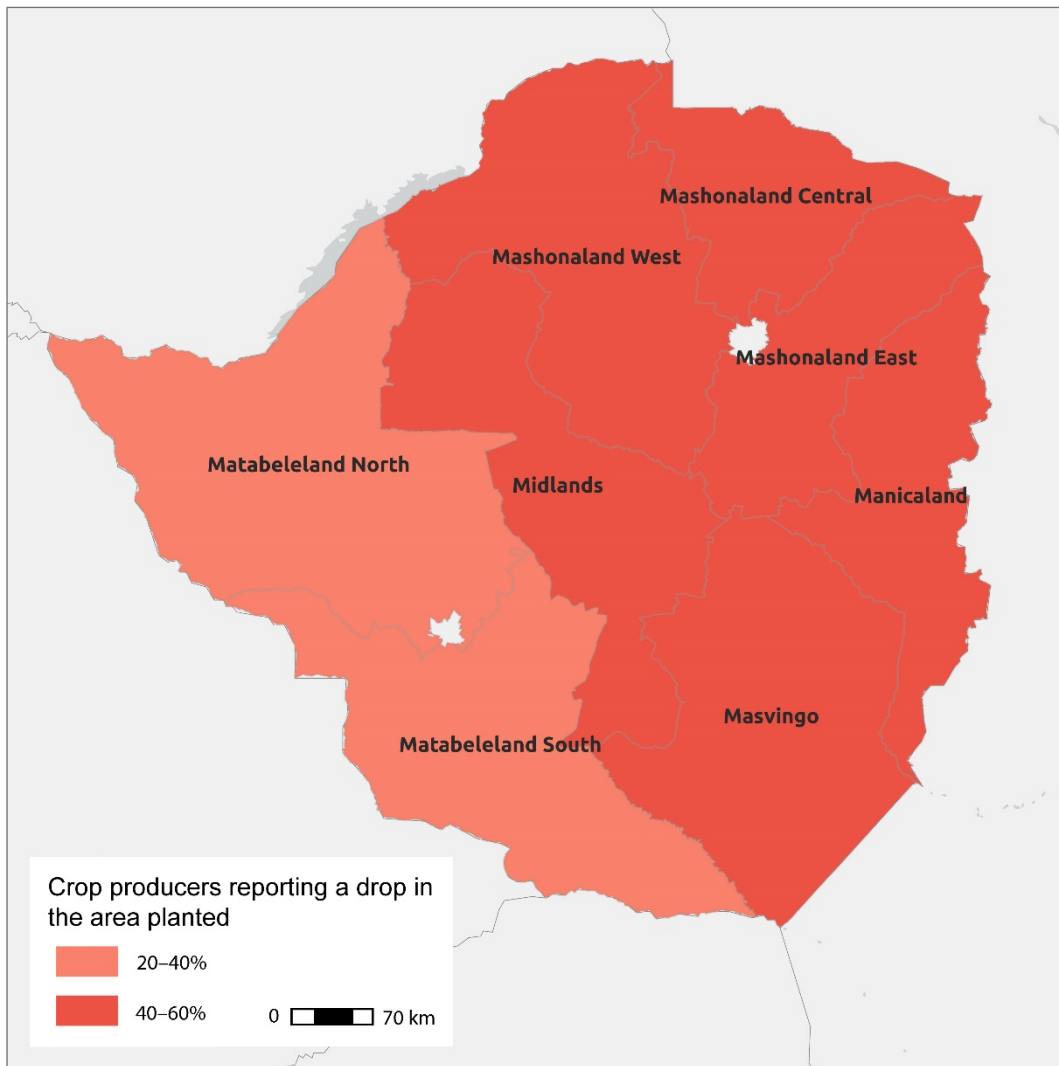 Mashonaland Central
Mashonaland West
Mashonaland East
Matabeleland North
Midlands
Manicaland
Masvingo
Matabeleland South
Crop producers reporting a drop in
the area planted
20–40%
40–60%
0 70 km